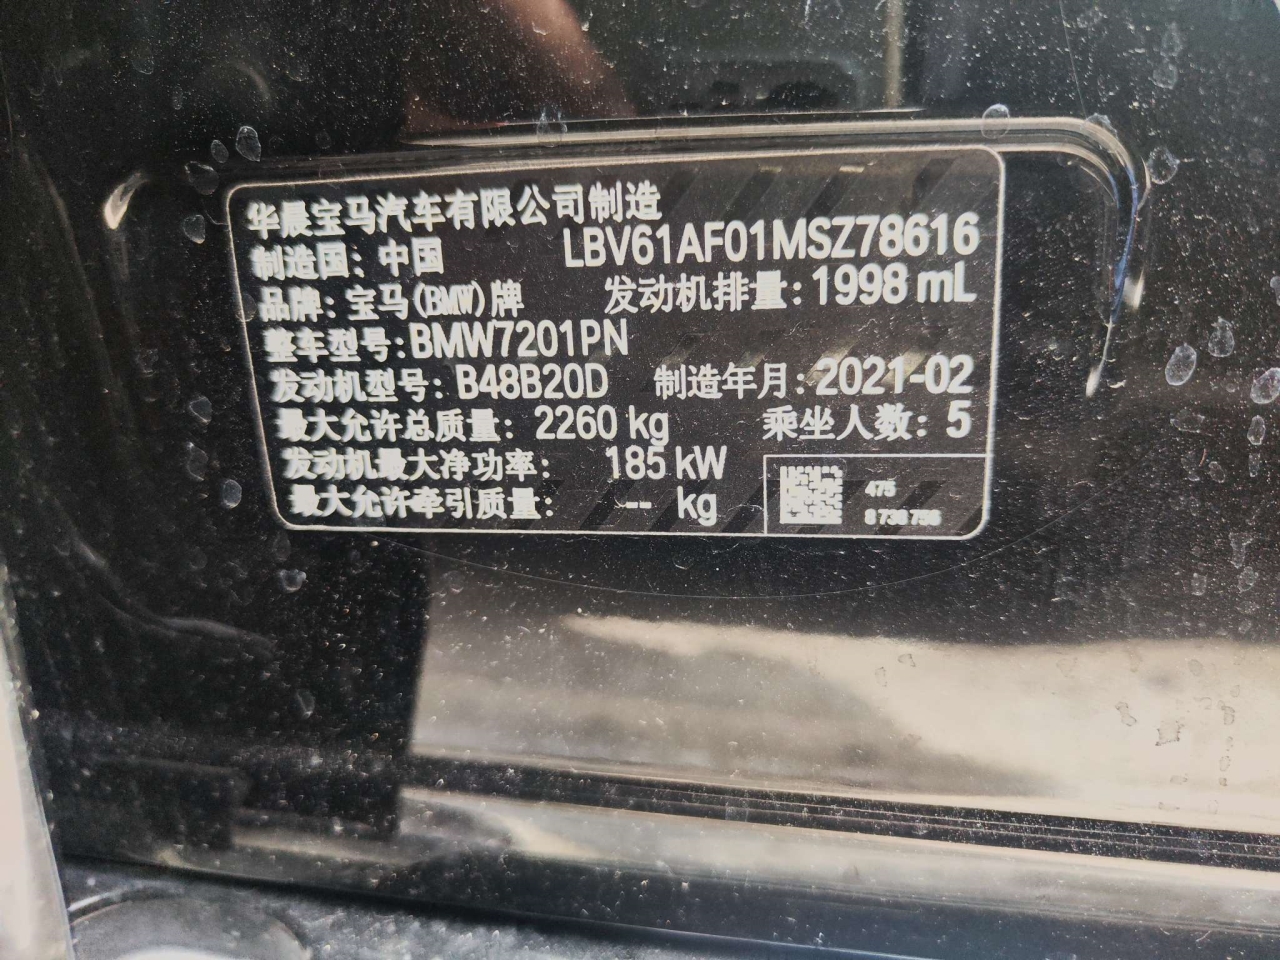 华晨宝马汽车有限公司制造
制造国: 中国 LBV61AF01MSZ78616
品牌: 宝马(BMW)牌 发动机排量: 1998 mL
整车型号: BMW7201PN
发动机型号: B48B20D 制造年月: 2021-02
最大允许总质量: 2260 kg 乘坐人数: 5
发动机最大净功率: 185 kW
最大允许牵引质量: -- kg
475